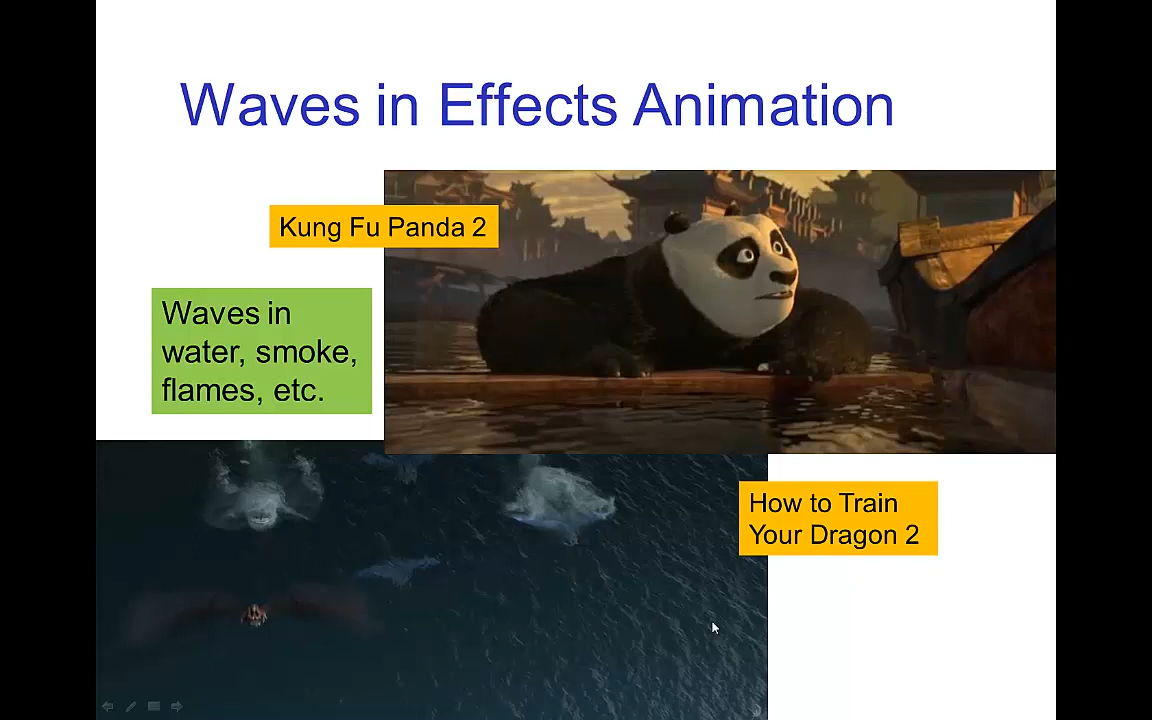 Waves in Effects Animation
Kung Fu Panda 2
Waves in
water, smoke,
flames, etc.
How to Train
Your Dragon 2